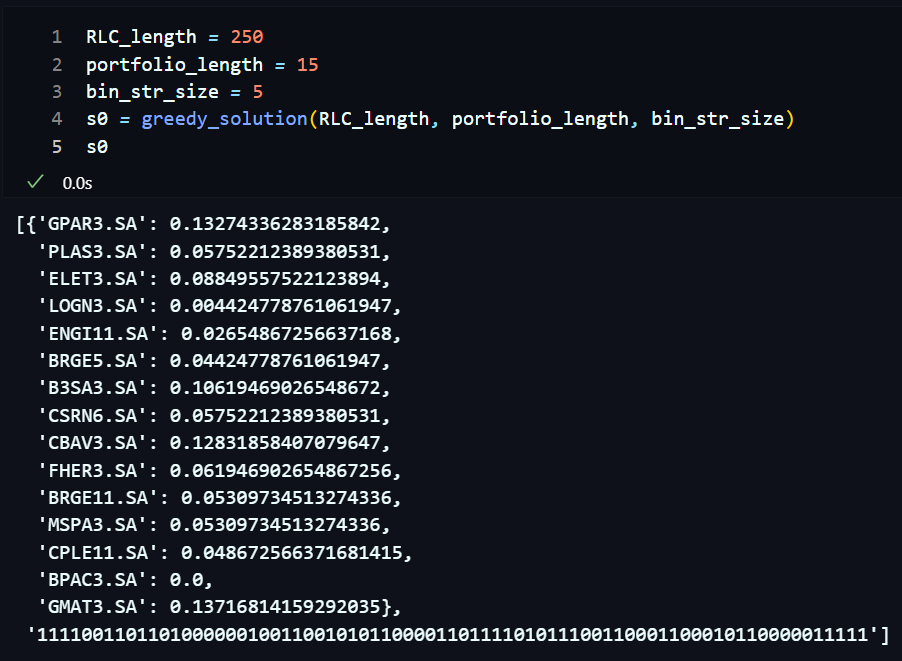 1 RLC_length = 250
2 portfolio_length = 15
3 bin_str_size = 5
4 s0 = greedy_solution(RLC_length, portfolio_length, bin_str_size)
5 s0
✓ 0.0s
[{'GPAR3.SA': 0.13274336283185842,
'PLAS3.SA': 0.05752212389380531,
'ELET3.SA': 0.08849557522123894,
'LOGN3.SA': 0.004424778761061947,
'ENGI11.SA': 0.02654867256637168,
'BRGE5.SA': 0.04424778761061947,
'B3SA3.SA': 0.10619469026548672,
'CSRN6.SA': 0.05752212389380531,
'CBAV3.SA': 0.12831858407079647,
'FHER3.SA': 0.061946902654867256,
'BRGE11.SA': 0.05309734513274336,
'MSPA3.SA': 0.05309734513274336,
'CPLE11.SA': 0.048672566371681415,
'BPAC3.SA': 0.0,
'GMAT3.SA': 0.13716814159292035},
'111100110110100000010011001010110000110111101011100110001100010110000011111']